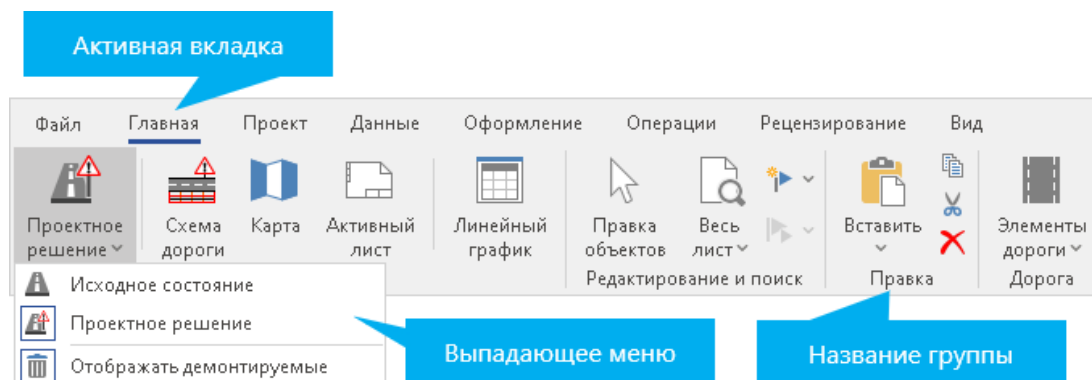 Активная вкладка
Файл Главная Проект Данные Оформление Операции Рецензирование Вид
Проектное решение
Схема дороги
Карта
Активный лист
Линейный график
Правка объектов
Весь лист
Вставить
Элементы дороги
Редактирование и поиск
Правка
Дорога
Исходное состояние
Проектное решение
Отображать демонтируемые
Выпадающее меню
Название группы